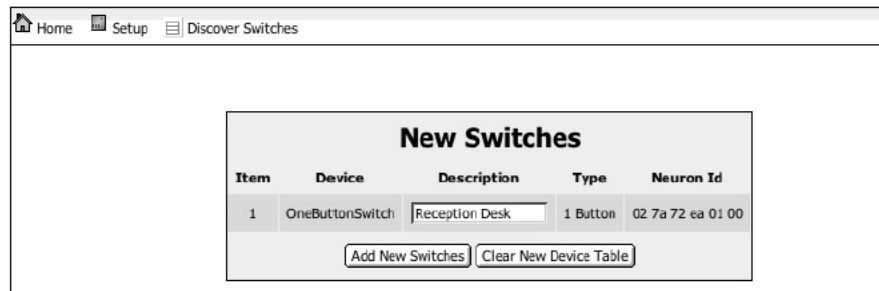 Home Setup Discover Switches
New Switches
Item Device Description Type Neuron Id
1 OneButtonSwitch Reception Desk 1 Button 02 7a 72 ea 01 00
Add New Switches Clear New Device Table